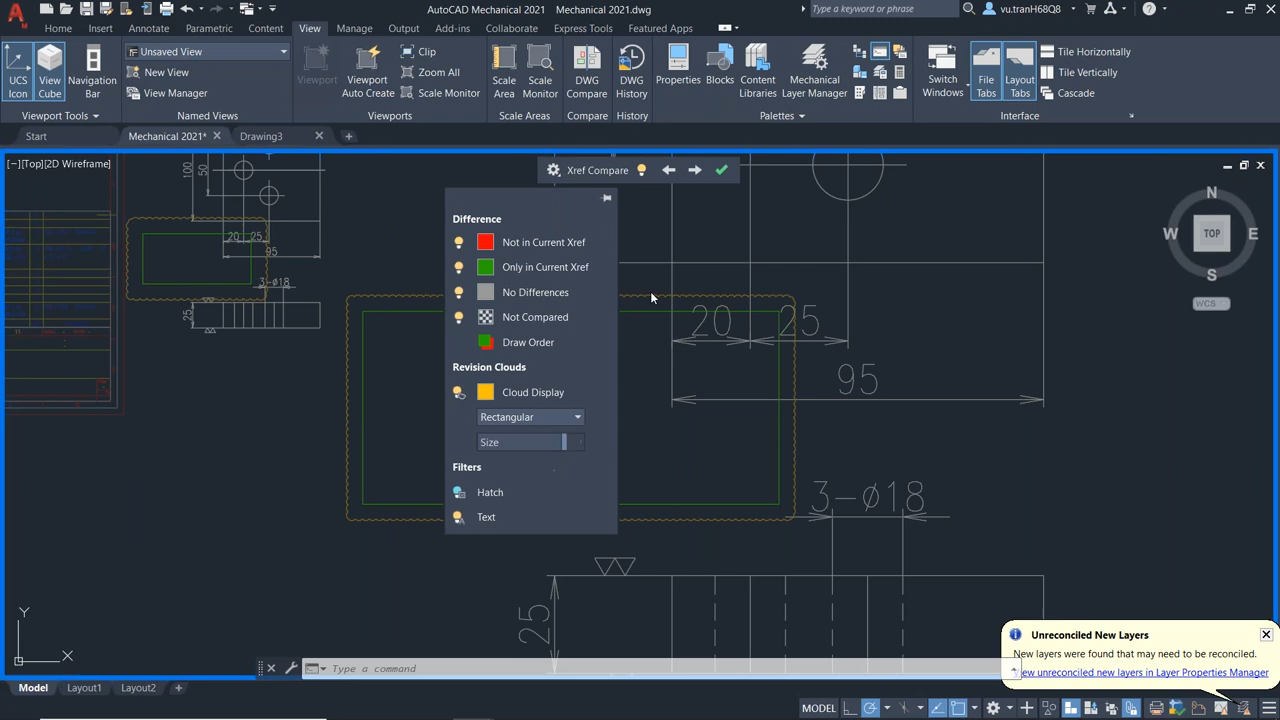 AutoCAD Mechanical 2021 Mechanical 2021.dwg
Share
Type a keyword or phrase
vu.tranH68Q8
Home Insert Annotate Parametric Content View Manage Output Add-ins Collaborate Express Tools Featured Apps
UCS Icon
View Cube
Navigation Bar
Viewport Tools
Unsaved View
New View
View Manager
Named Views
Viewport
Viewport Auto Create
Clip
Zoom All
Scale Monitor
Viewports
Scale Area
Scale Monitor
Scale Areas
DWG Compare
Compare
DWG History
History
Properties
Blocks
Content Libraries
Mechanical Layer Manager
Palettes
Switch Windows
File Tabs
Layout Tabs
Tile Horizontally
Tile Vertically
Cascade
Interface
Start
Mechanical 2021*
Drawing3
[−][Top][2D Wireframe]
Xref Compare
Difference
Not in Current Xref
Only in Current Xref
No Differences
Not Compared
Draw Order
Revision Clouds
Cloud Display
Rectangular
Size
Filters
Hatch
Text
100
50
20 25
95
3-ø18
25
20 25
95
3-ø18
25
N
W TOP E
S
WCS
Y
X
Type a command
Unreconciled New Layers
New layers were found that may need to be reconciled.
View unreconciled new layers in Layer Properties Manager
Model Layout1 Layout2
MODEL